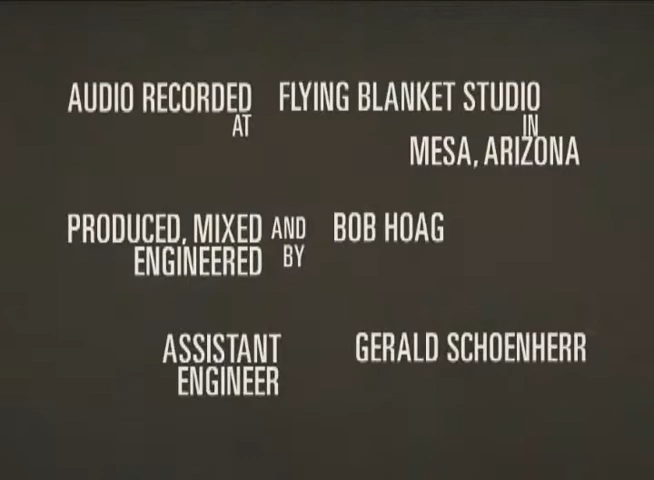 AUDIO RECORDED AT FLYING BLANKET STUDIO
IN
MESA, ARIZONA
PRODUCED, MIXED AND
ENGINEERED BY
BOB HOAG
ASSISTANT
ENGINEER
GERALD SCHOENHERR